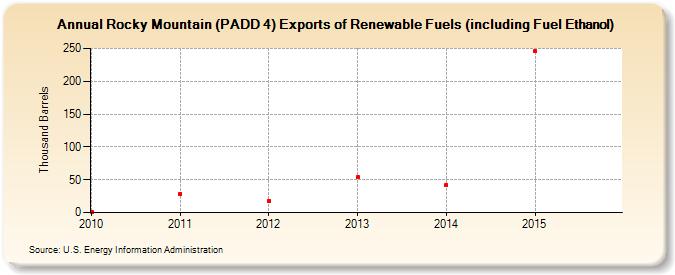 Annual Rocky Mountain (PADD 4) Exports of Renewable Fuels (including Fuel Ethanol)
Thousand Barrels
250
200
150
100
50
0
2010 2011 2012 2013 2014 2015
Source: U.S. Energy Information Administration